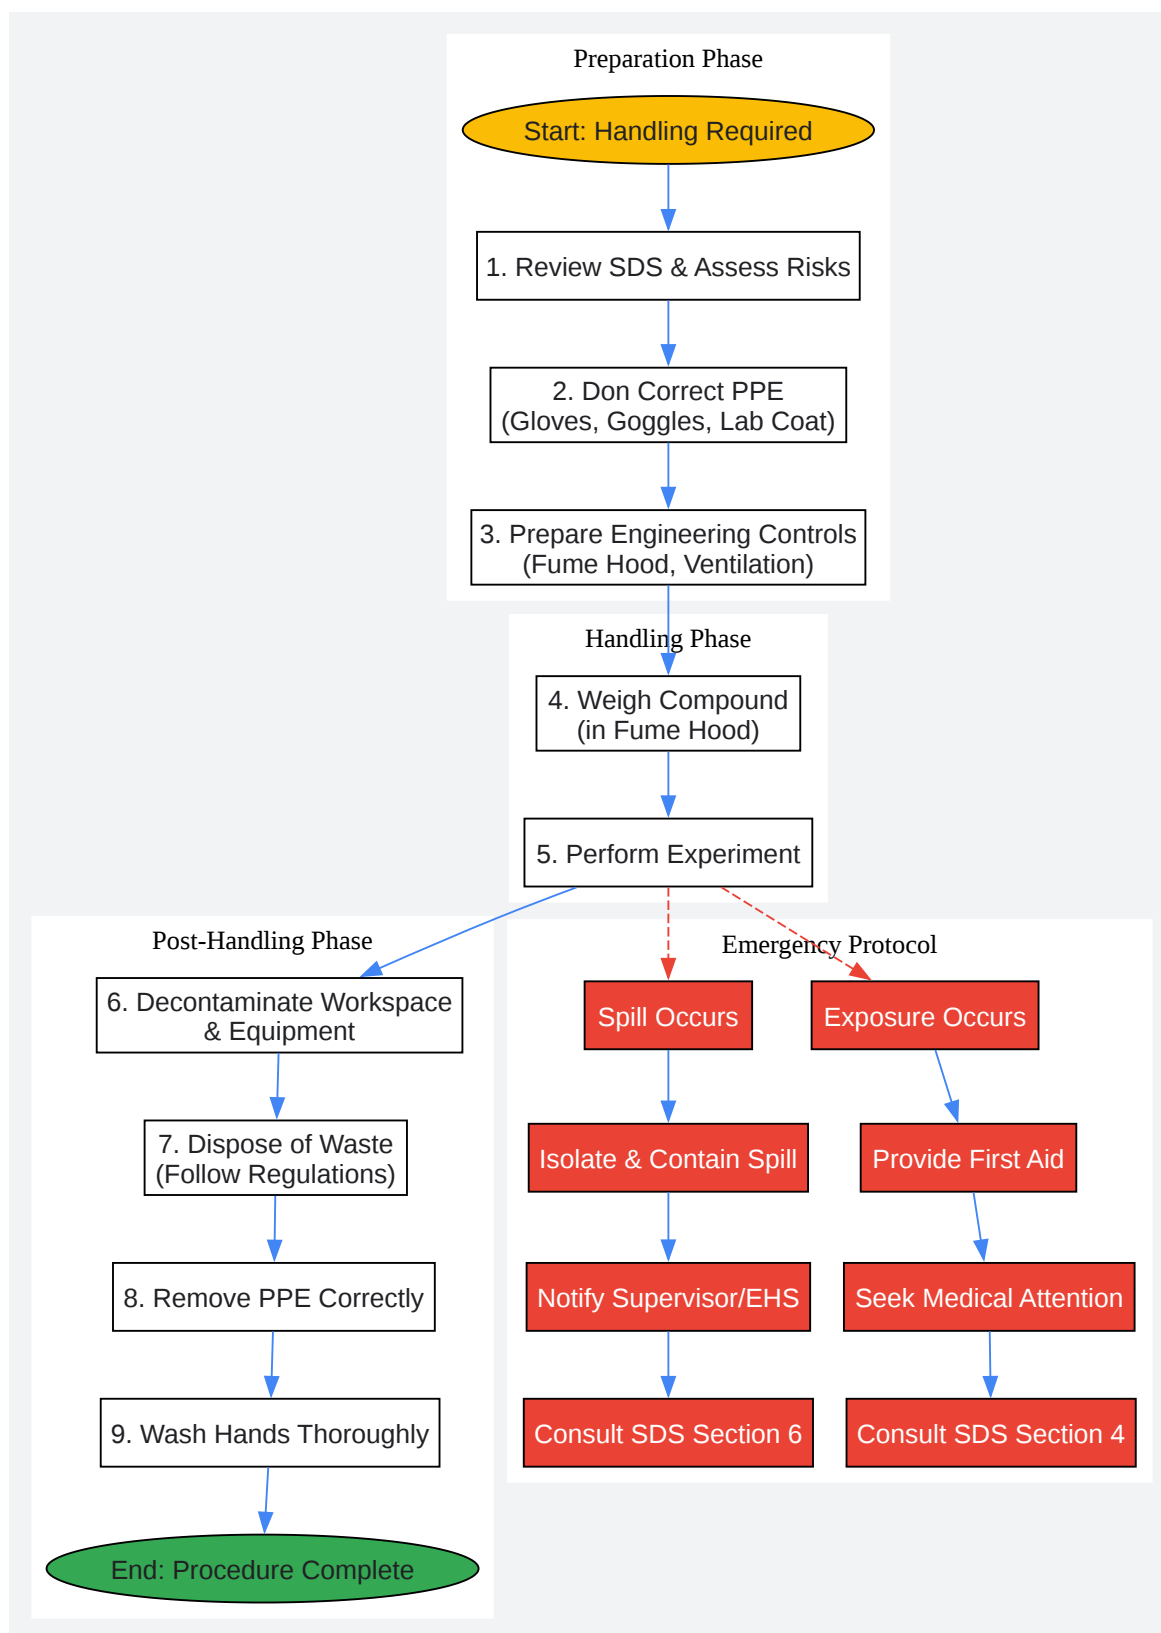 Preparation Phase
Start: Handling Required
1. Review SDS & Assess Risks
2. Don Correct PPE
(Gloves, Goggles, Lab Coat)
3. Prepare Engineering Controls
(Fume Hood, Ventilation)
Handling Phase
4. Weigh Compound
(in Fume Hood)
5. Perform Experiment
Post-Handling Phase
6. Decontaminate Workspace
& Equipment
7. Dispose of Waste
(Follow Regulations)
8. Remove PPE Correctly
9. Wash Hands Thoroughly
End: Procedure Complete
Emergency Protocol
Spill Occurs
Isolate & Contain Spill
Notify Supervisor/EHS
Consult SDS Section 6
Exposure Occurs
Provide First Aid
Seek Medical Attention
Consult SDS Section 4